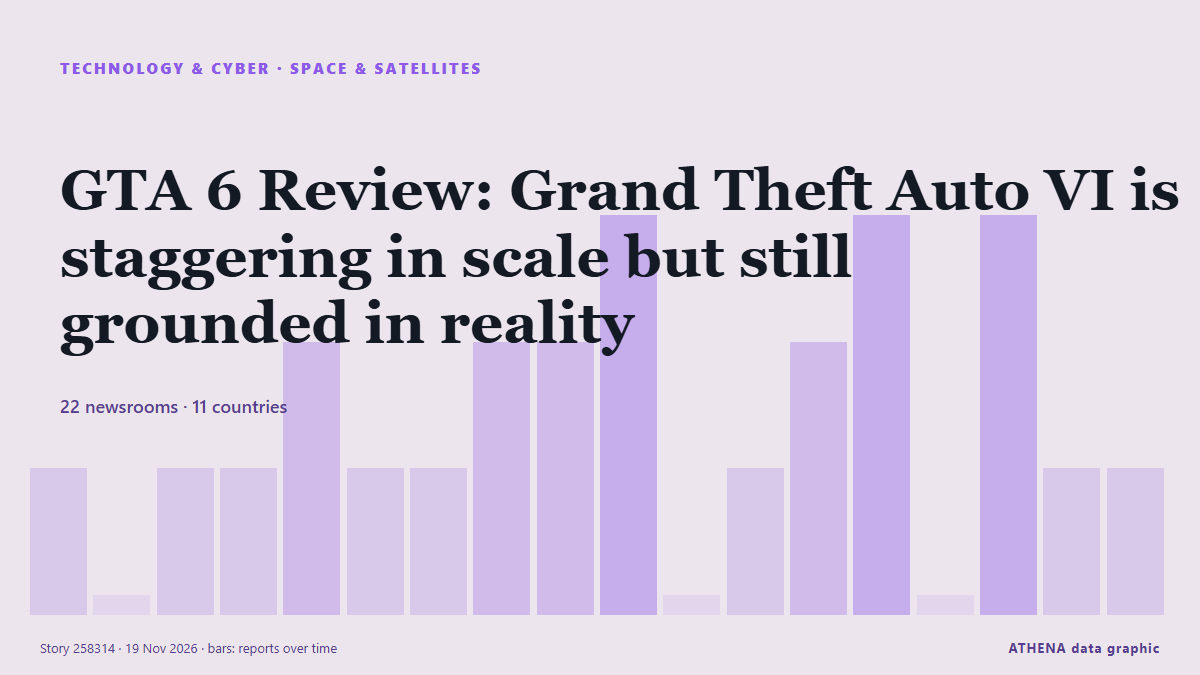 TECHNOLOGY & CYBER · SPACE & SATELLITES
GTA 6 Review: Grand Theft Auto VI is
staggering in scale but still
grounded in reality
22 newsrooms · 11 countries
Story 258314 · 19 Nov 2026 · bars: reports over time
ATHENA data graphic